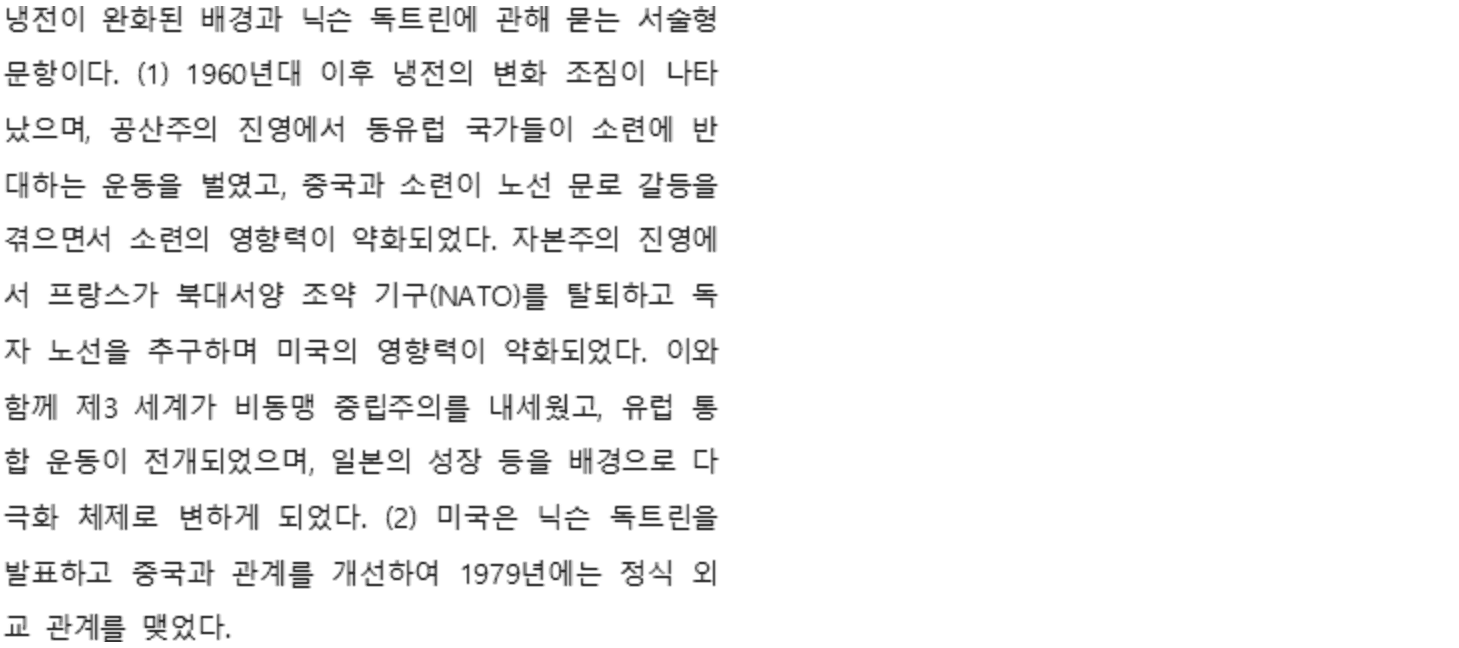 냉전이 완화된 배경과 닉슨 독트린에 관해 묻는 서술형
문항이다. (1) 1960년대 이후 냉전의 변화 조짐이 나타
났으며, 공산주의 진영에서 동유럽 국가들이 소련에 반
대하는 운동을 벌였고, 중국과 소련이 노선 문로 갈등을
겪으면서 소련의 영향력이 약화되었다. 자본주의 진영에
서 프랑스가 북대서양 조약 기구(NATO)를 탈퇴하고 독
자 노선을 추구하며 미국의 영향력이 약화되었다. 이와
함께 제3 세계가 비동맹 중립주의를 내세웠고, 유럽 통
합 운동이 전개되었으며, 일본의 성장 등을 배경으로 다
극화 체제로 변하게 되었다. (2) 미국은 닉슨 독트린을
발표하고 중국과 관계를 개선하여 1979년에는 정식 외
교 관계를 맺었다.